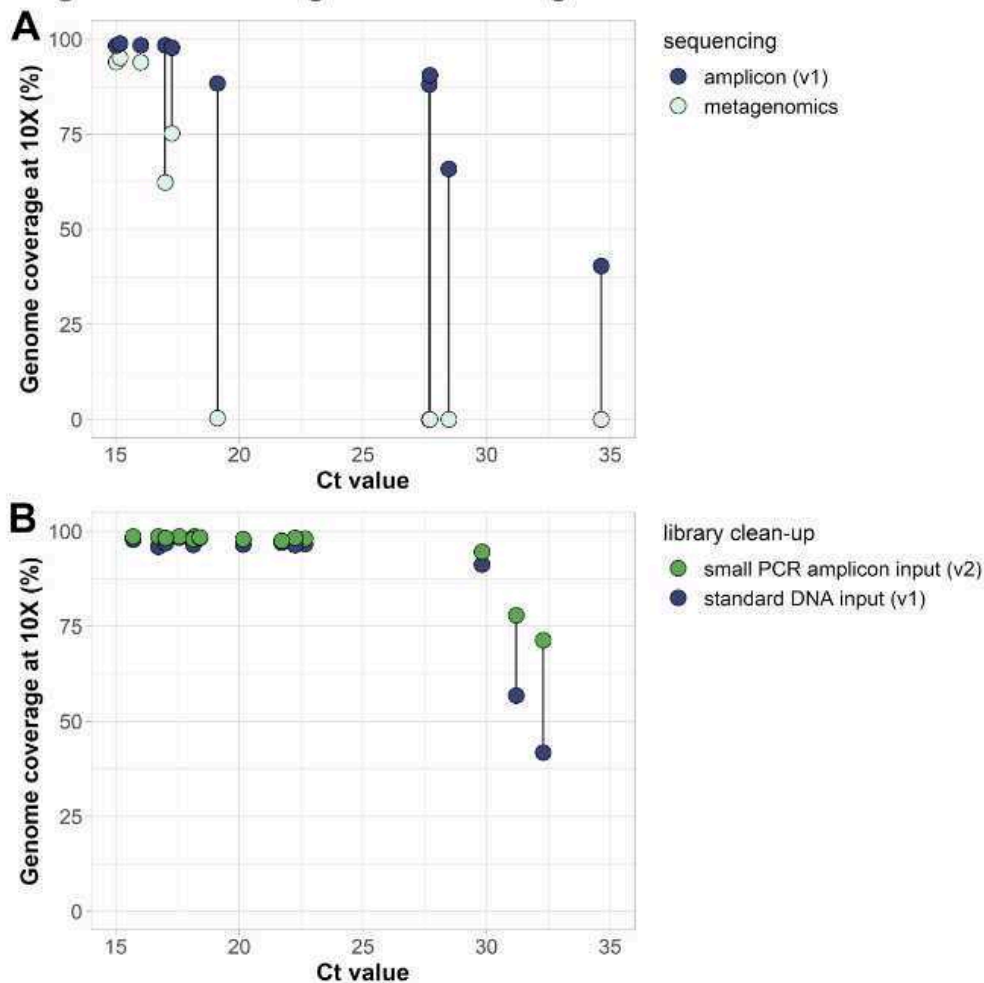 A
Genome coverage at 10X (%)
100
75
50
25
0
15 20 25 30 35
Ct value
sequencing
amplicon (v1)
metagenomics
B
Genome coverage at 10X (%)
100
75
50
25
0
15 20 25 30 35
Ct value
library clean-up
small PCR amplicon input (v2)
standard DNA input (v1)